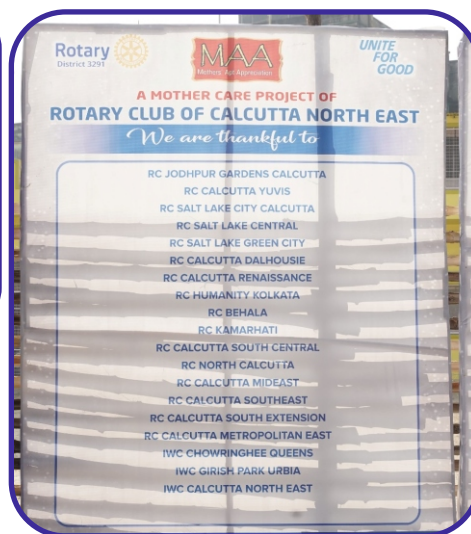 Rotary
District 3291
MAA
Mothers' Apt Appreciation
UNITE
FOR
GOOD
A MOTHER CARE PROJECT OF
ROTARY CLUB OF CALCUTTA NORTH EAST
We are thankful to
RC JODHPUR GARDENS CALCUTTA
RC CALCUTTA YUVIS
RC SALT LAKE CITY CALCUTTA
RC SALT LAKE CENTRAL
RC SALT LAKE GREEN CITY
RC CALCUTTA DALHOUSIE
RC CALCUTTA RENAISSANCE
RC HUMANITY KOLKATA
RC BEHALA
RC KAMARHATI
RC CALCUTTA SOUTH CENTRAL
RC NORTH CALCUTTA
RC CALCUTTA MIDEAST
RC CALCUTTA SOUTHEAST
RC CALCUTTA SOUTH EXTENSION
RC CALCUTTA METROPOLITAN EAST
IWC CHOWRINGHEE QUEENS
IWC GIRISH PARK URBIA
IWC CALCUTTA NORTH EAST